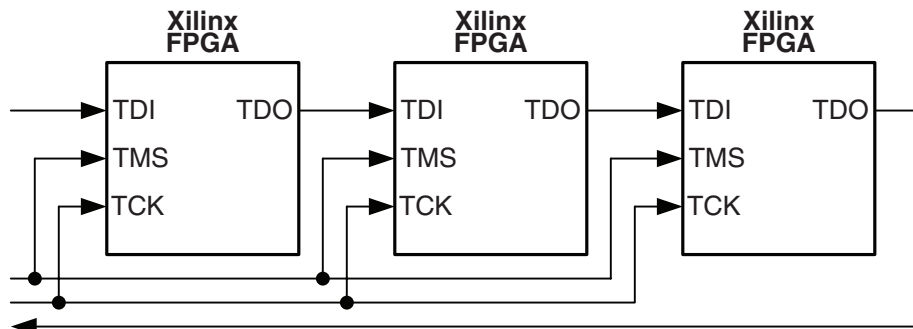 Xilinx
FPGA
Xilinx
FPGA
Xilinx
FPGA
TDI TDO
TMS
TCK
TDI TDO
TMS
TCK
TDI TDO
TMS
TCK